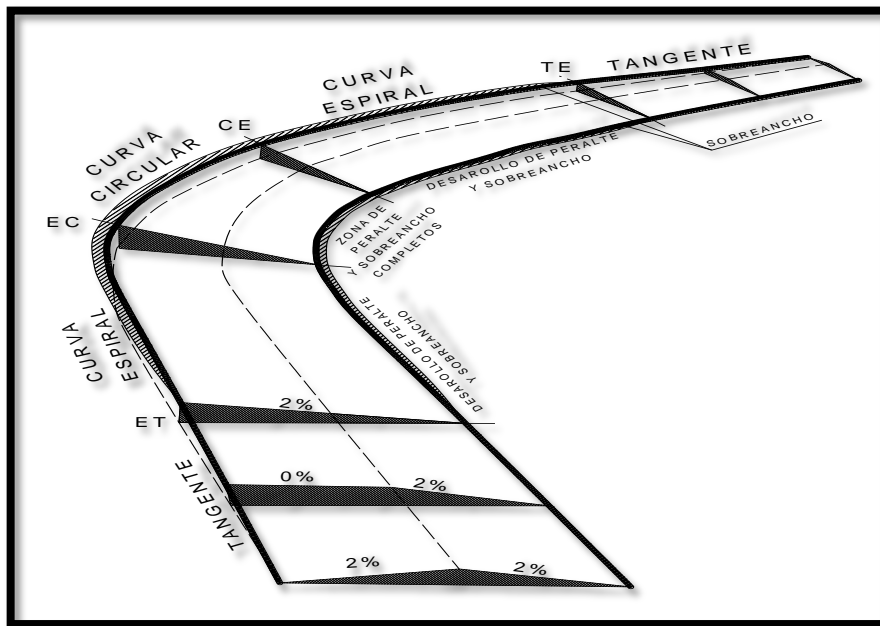 CURVA
ESPIRAL
TE
TANGENTE
SOBREANCHO
CE
CURVA
CIRCULAR
DESAROLLO DE PERALTE
Y SOBREANCHO
EC
ZONA DE
PERALTE
Y SOBREANCHO
COMPLETOS
CURVA
ESPIRAL
DESAROLLO DE PERALTE
Y SOBREANCHO
ET
2%
TANGENTE
0%
2%
2%
2%